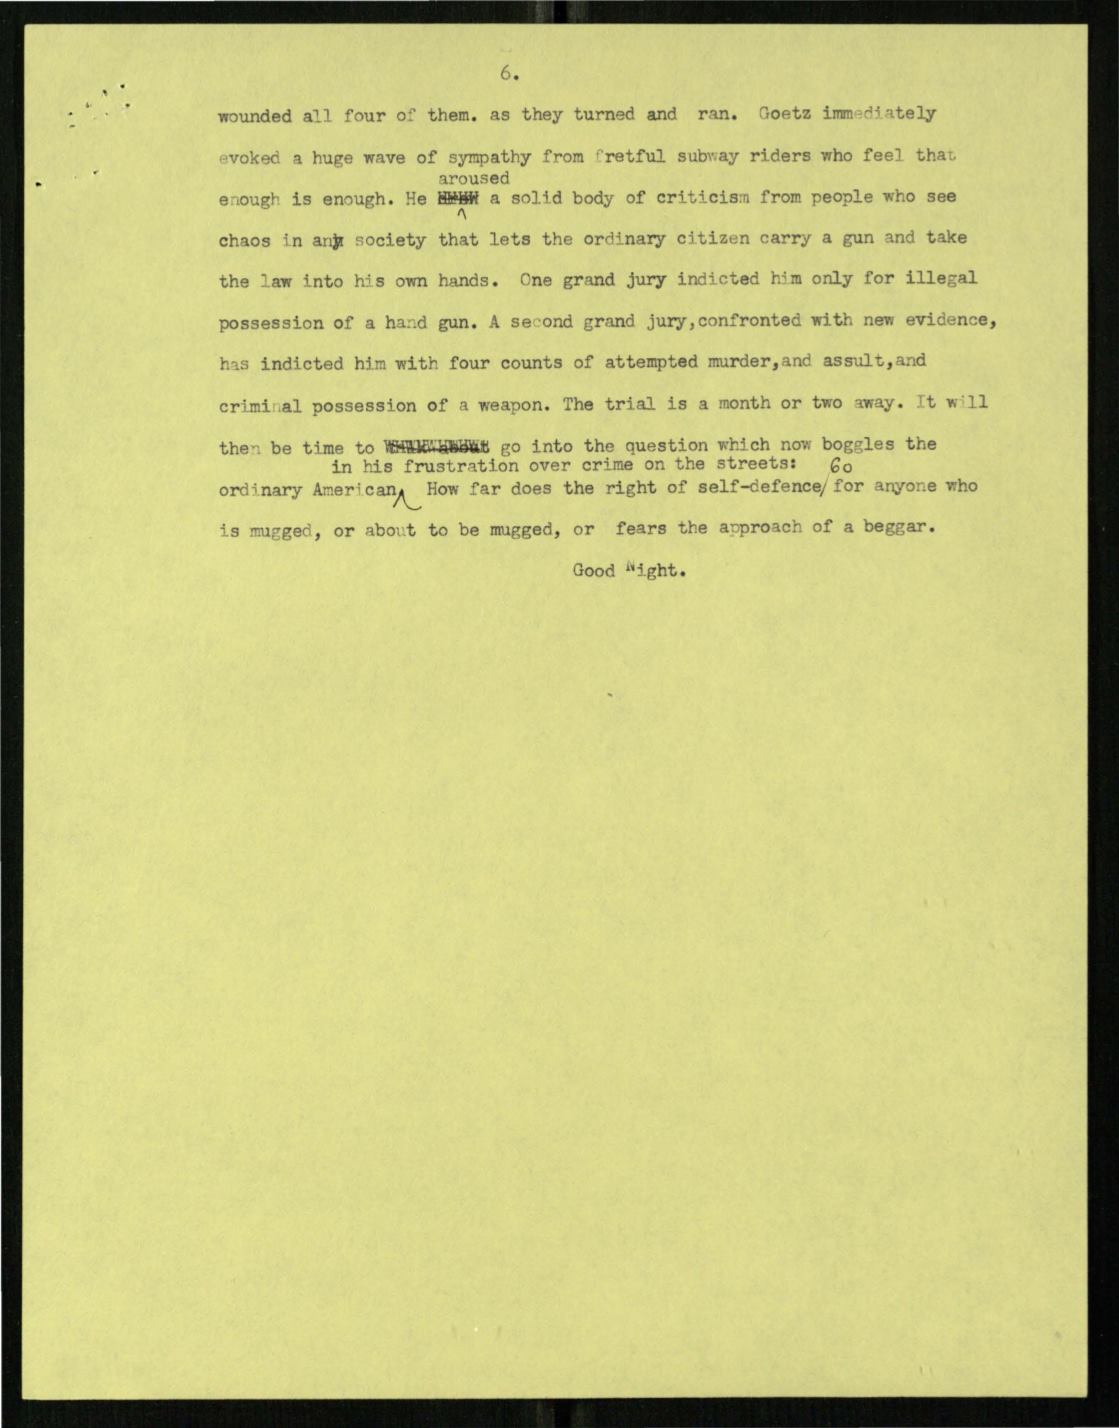 6.
wounded all four of them. as they turned and ran. Goetz immediately
evoked a huge wave of sympathy from fretful subway riders who feel that
aroused
enough is enough. He a solid body of criticism from people who see
chaos in any society that lets the ordinary citizen carry a gun and take
the law into his own hands. One grand jury indicted him only for illegal
possession of a hand gun. A second grand jury,confronted with new evidence,
has indicted him with four counts of attempted murder,and assult,and
criminal possession of a weapon. The trial is a month or two away. It will
then be time to go into the question which now boggles the
in his frustration over crime on the streets: go
ordinary American How far does the right of self-defence/ for anyone who
is mugged, or about to be mugged, or fears the approach of a beggar.
Good Night.